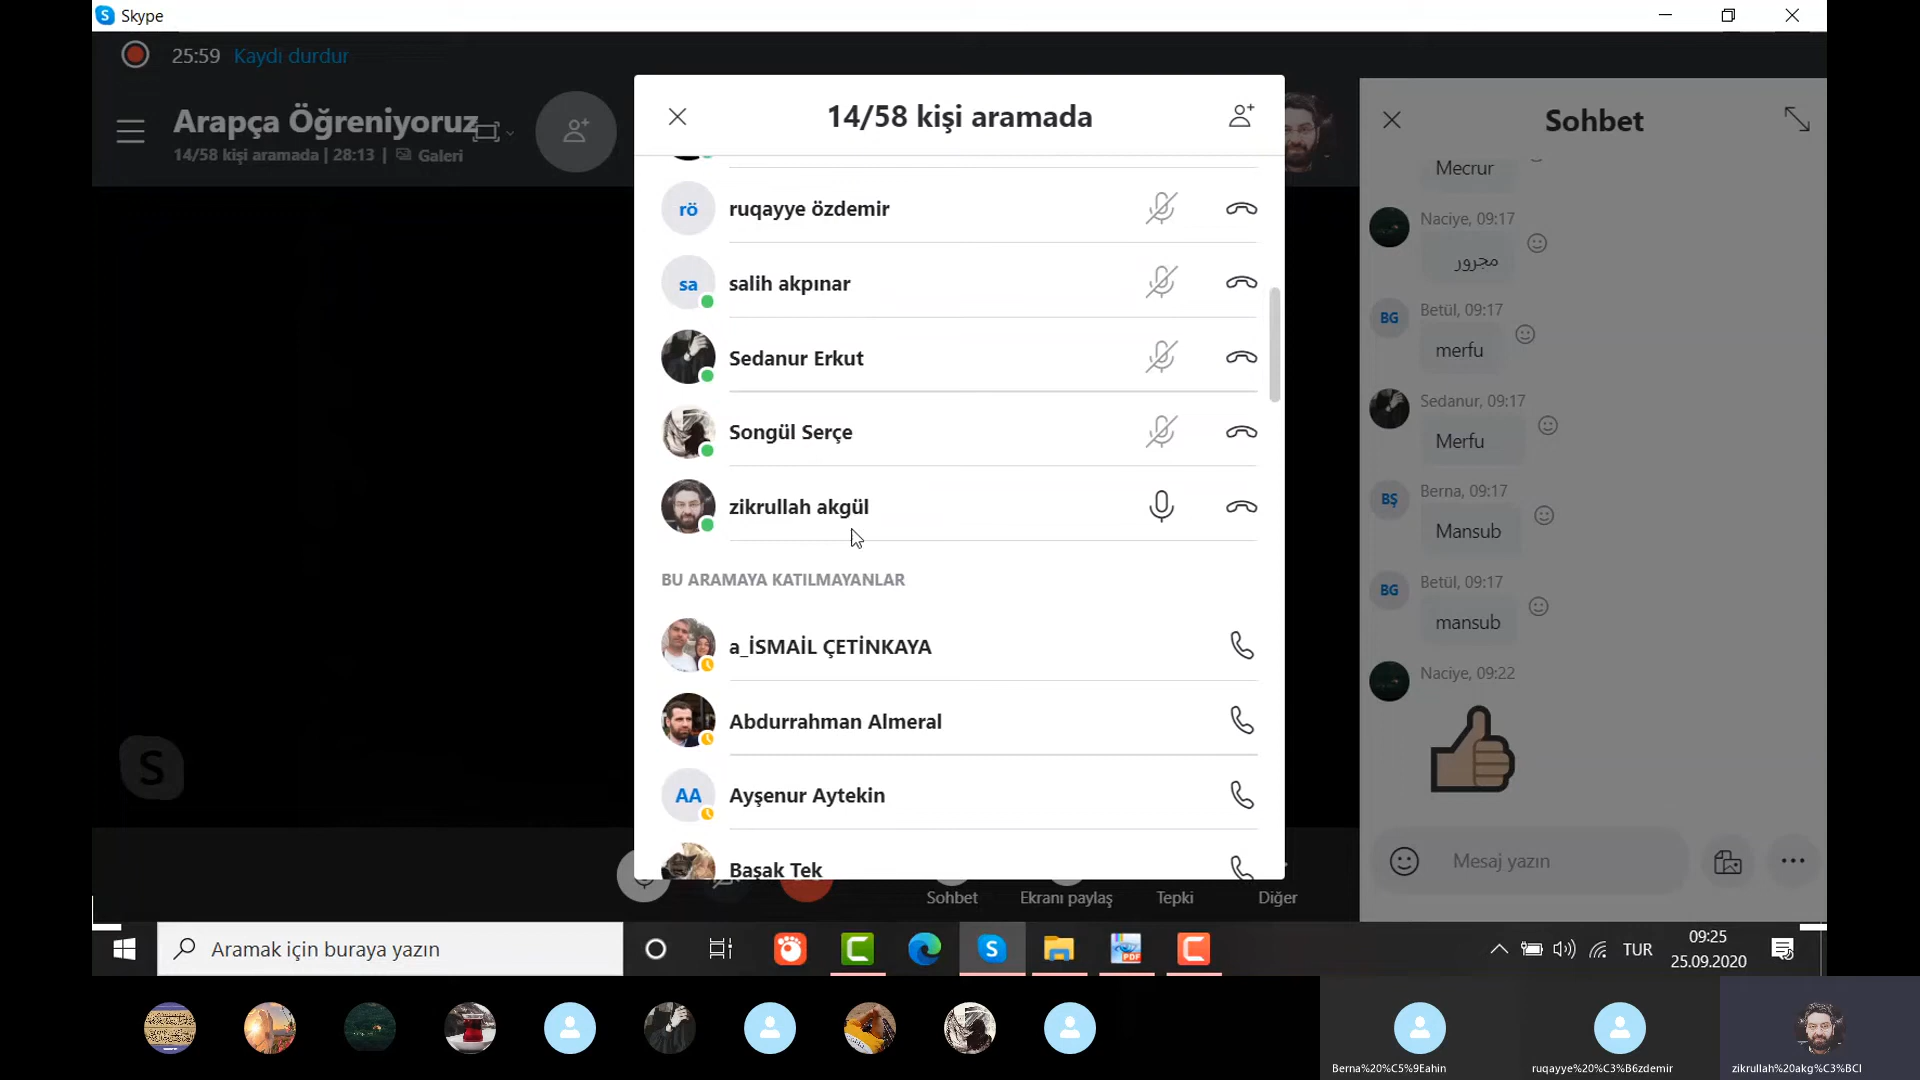 Skype
25:59 Kaydı durdur
Arapça Öğreniyoruz
14/58 kişi aramada | 28:13 | Galeri
14/58 kişi aramada
rö ruqayye özdemir
sa salih akpınar
Sedanur Erkut
Songül Serçe
zikrullah akgül
BU ARAMAYA KATILMAYANLAR
a_İSMAİL ÇETİNKAYA
Abdurrahman Almeral
AA Ayşenur Aytekin
Başak Tek
Sohbet
Mecrur
Naciye, 09:17
مجرور
BG Betül, 09:17
merfu
Sedanur, 09:17
Merfu
BŞ Berna, 09:17
Mansub
BG Betül, 09:17
mansub
Naciye, 09:22
Mesaj yazın
S
Sohbet Ekranı paylaş Tepki Diğer
Aramak için buraya yazın
TUR
09:25
25.09.2020
Berna%20%C5%9Eahin
ruqayye%20%C3%B6zdemir
zikrullah%20akg%C3%BCl